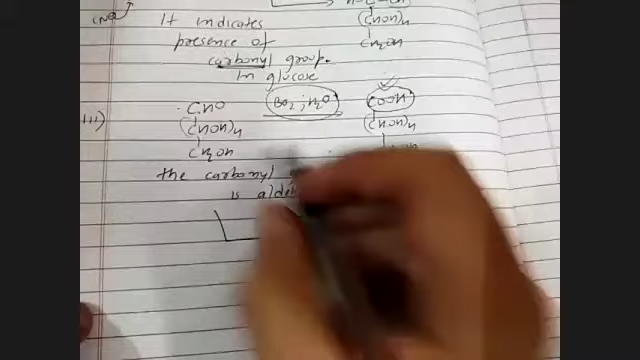 It indicates
(CHOH)4
presence of
CH2OH
carbonyl group.
In glucose
III) CHO Br2; H2O COOH
(CHOH)4 (CHOH)4
CH2OH
the carbonyl
is alde